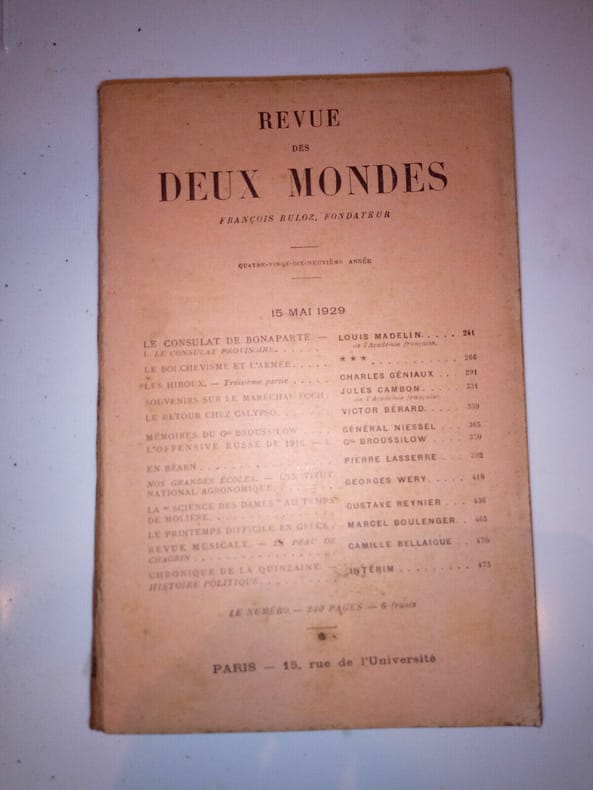 REVUE
DES
DEUX MONDES
FRANÇOIS BULOZ, FONDATEUR
QUATRE-VINGT-DIX-NEUVIÈME ANNÉE
15 MAI 1929
LE CONSULAT DE BONAPARTE. — LOUIS MADELIN. . . . . 241
I. LE CONSULAT PROVISOIRE. . . . . . de l'Académie française.
LE BOLCHEVISME ET L'ARMÉE. . . . . . *** . . . . . . . . . 266
LES HIBOUX. — Troisième partie . . . . . CHARLES GÉNIAUX . . . 291
SOUVENIRS SUR LE MARÉCHAL FOCH. JULES CAMBON. . . . . 331
de l'Académie française.
LE RETOUR CHEZ CALYPSO. . . . . . VICTOR BÉRARD. . . . . 339
MÉMOIRES DU Gal BROUSSILOW. . . . . GÉNÉRAL NIESSEL . . . 365
L'OFFENSIVE RUSSE DE 1916. — I. Gal BROUSSILOW . . . 370
EN BÉARN . . . . . . . . . . . . PIERRE LASSERRE . . . 392
NOS GRANDES ÉCOLES. — L'INSTITUT
NATIONAL AGRONOMIQUE. . . . . . . GEORGES WERY. . . . . 418
LA "SCIENCE DES DAMES" AU TEMPS
DE MOLIÈRE. . . . . . . . . . . . GUSTAVE REYNIER . . 436
LE PRINTEMPS DIFFICILE EN GRÈCE . MARCEL BOULENGER . . 465
REVUE MUSICALE. — LA PEAU DE
CHAGRIN . . . . . . . . . . . . . CAMILLE BELLAIGUE . . 470
CHRONIQUE DE LA QUINZAINE. —
HISTOIRE POLITIQUE. . . . . . . . INTÉRIM . . . . . . . . . 475
LE NUMÉRO. — 240 PAGES. — 6 francs
PARIS — 15, rue de l'Université